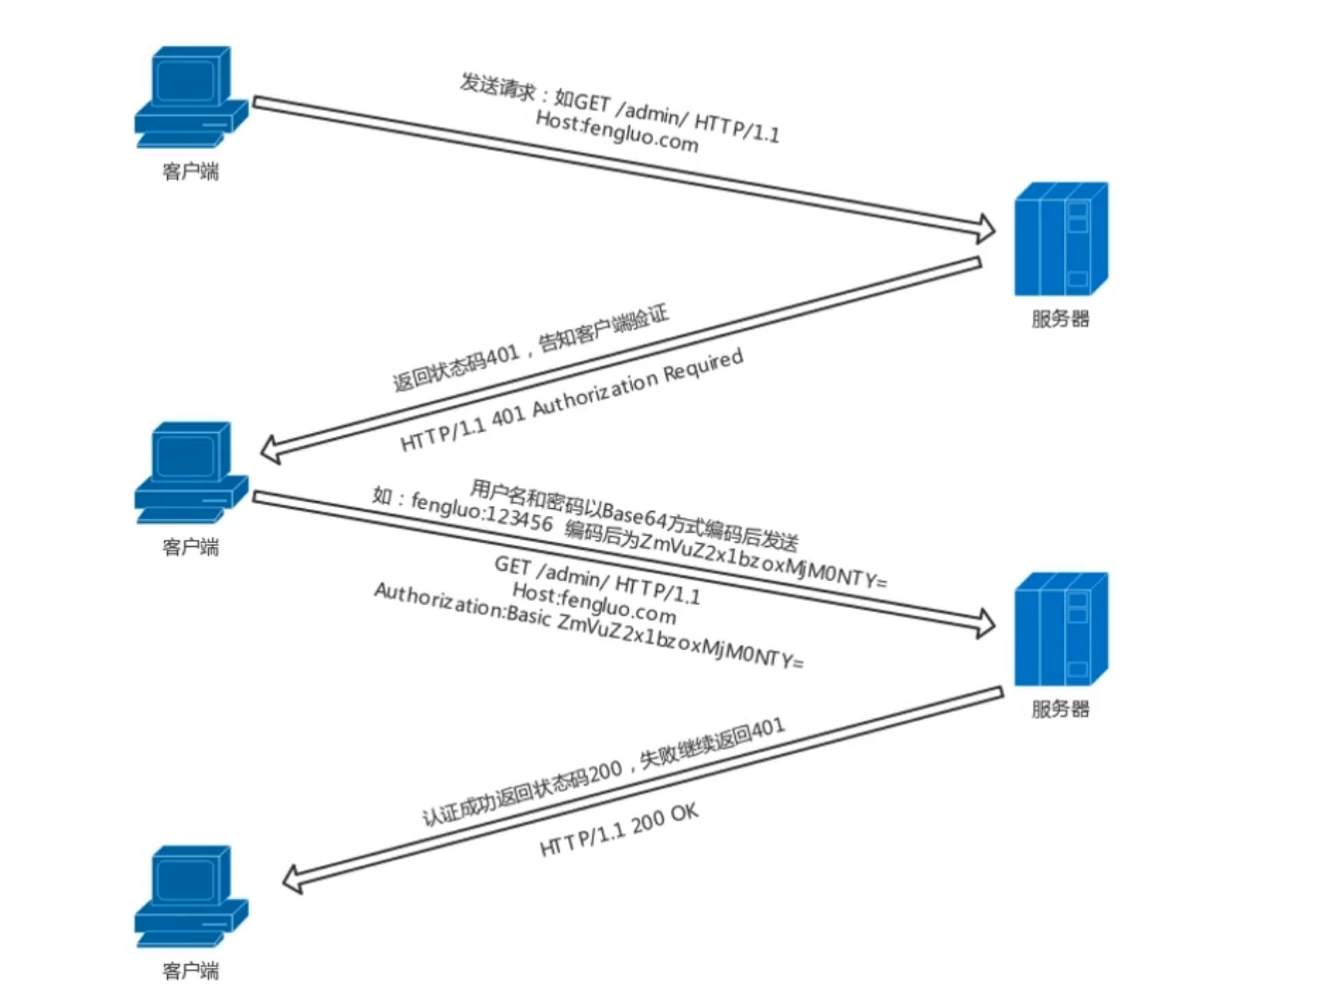 发送请求：如GET /admin/ HTTP/1.1
Host:fengluo.com
客户端
服务器
返回状态码401，告知客户端验证
HTTP/1.1 401 Authorization Required
客户端
用户名和密码以Base64方式编码后发送
如：fengluo:123456 编码后为ZmVuZ2x1bzoxMjM0NTY=
GET /admin/ HTTP/1.1
Host:fengluo.com
Authorization:Basic ZmVuZ2x1bzoxMjM0NTY=
服务器
认证成功返回状态码200，失败继续返回401
HTTP/1.1 200 OK
客户端